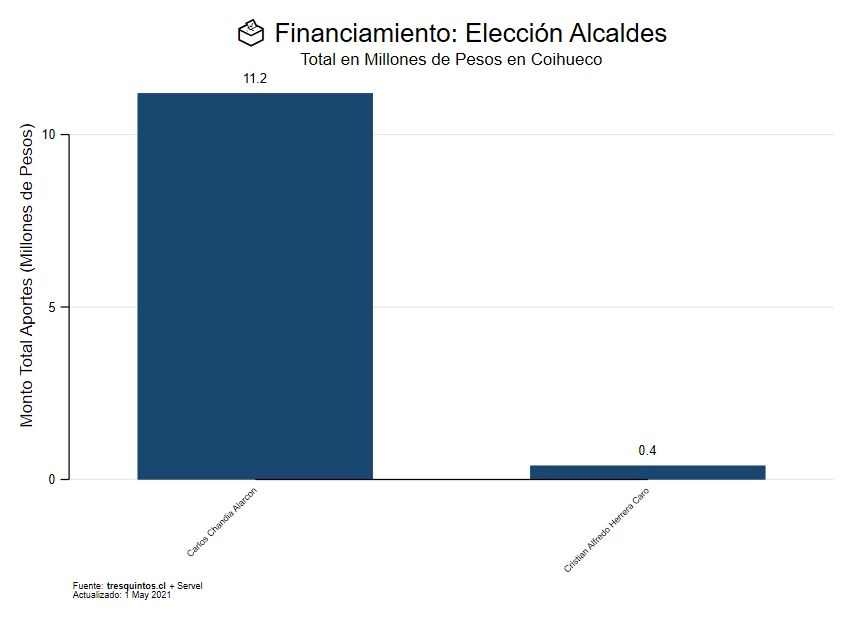 Financiamiento: Elección Alcaldes
Total en Millones de Pesos en Coihueco
Monto Total Aportes (Millones de Pesos)
10
5
0
11.2
0.4
Carlos Chandia Alarcon
Cristian Alfredo Herrera Caro
Fuente: tresquintos.cl + Servel
Actualizado: 1 May 2021